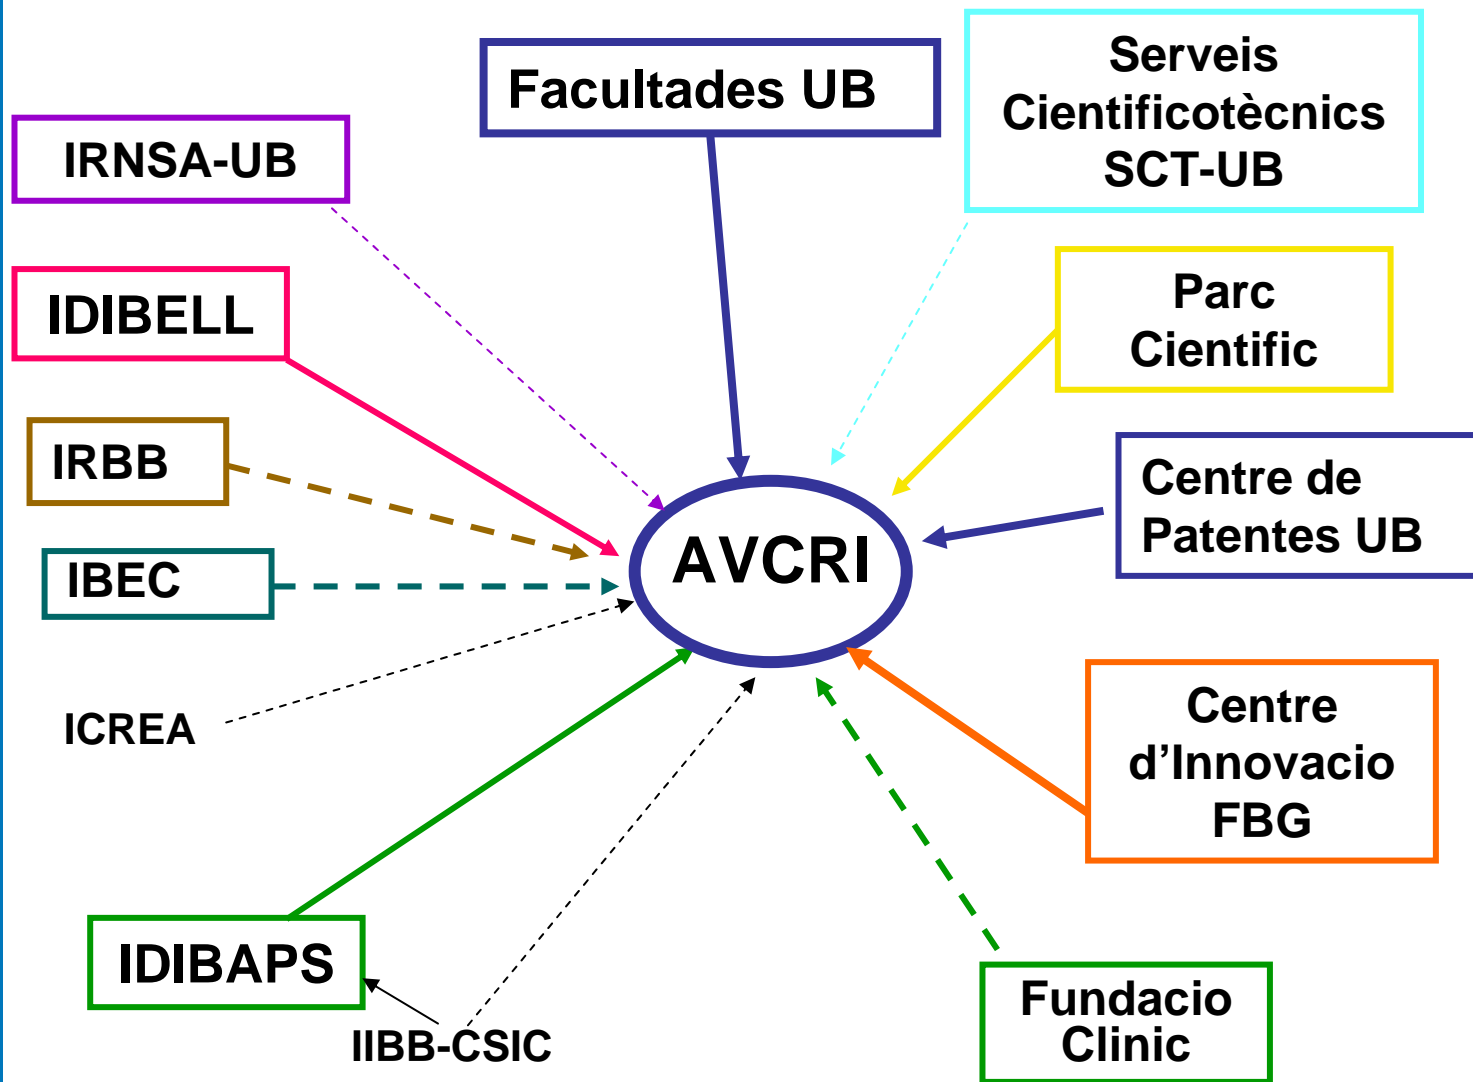 Facultades UB
Serveis
Cientificotècnics
SCT-UB
IRNSA-UB
IDIBELL
Parc
Cientific
IRBB
Centre de
Patentes UB
AVCRI
IBEC
ICREA
Centre
d’Innovacio
FBG
IDIBAPS
IIBB-CSIC
Fundacio
Clinic